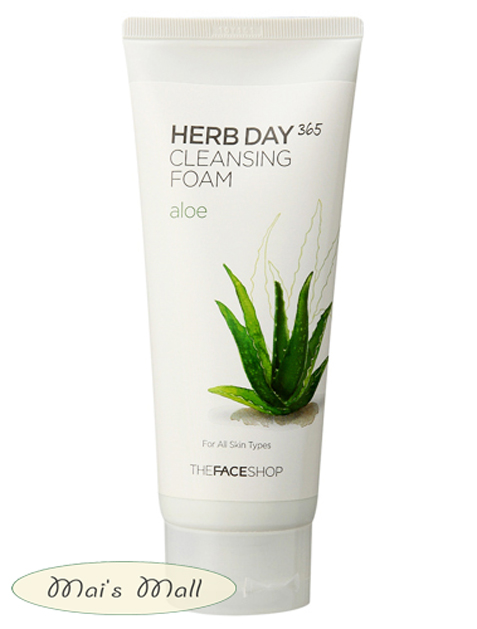 HERB DAY 365
CLEANSING
FOAM
aloe
For All Skin Types
THEFACESHOP
Mai's Mall